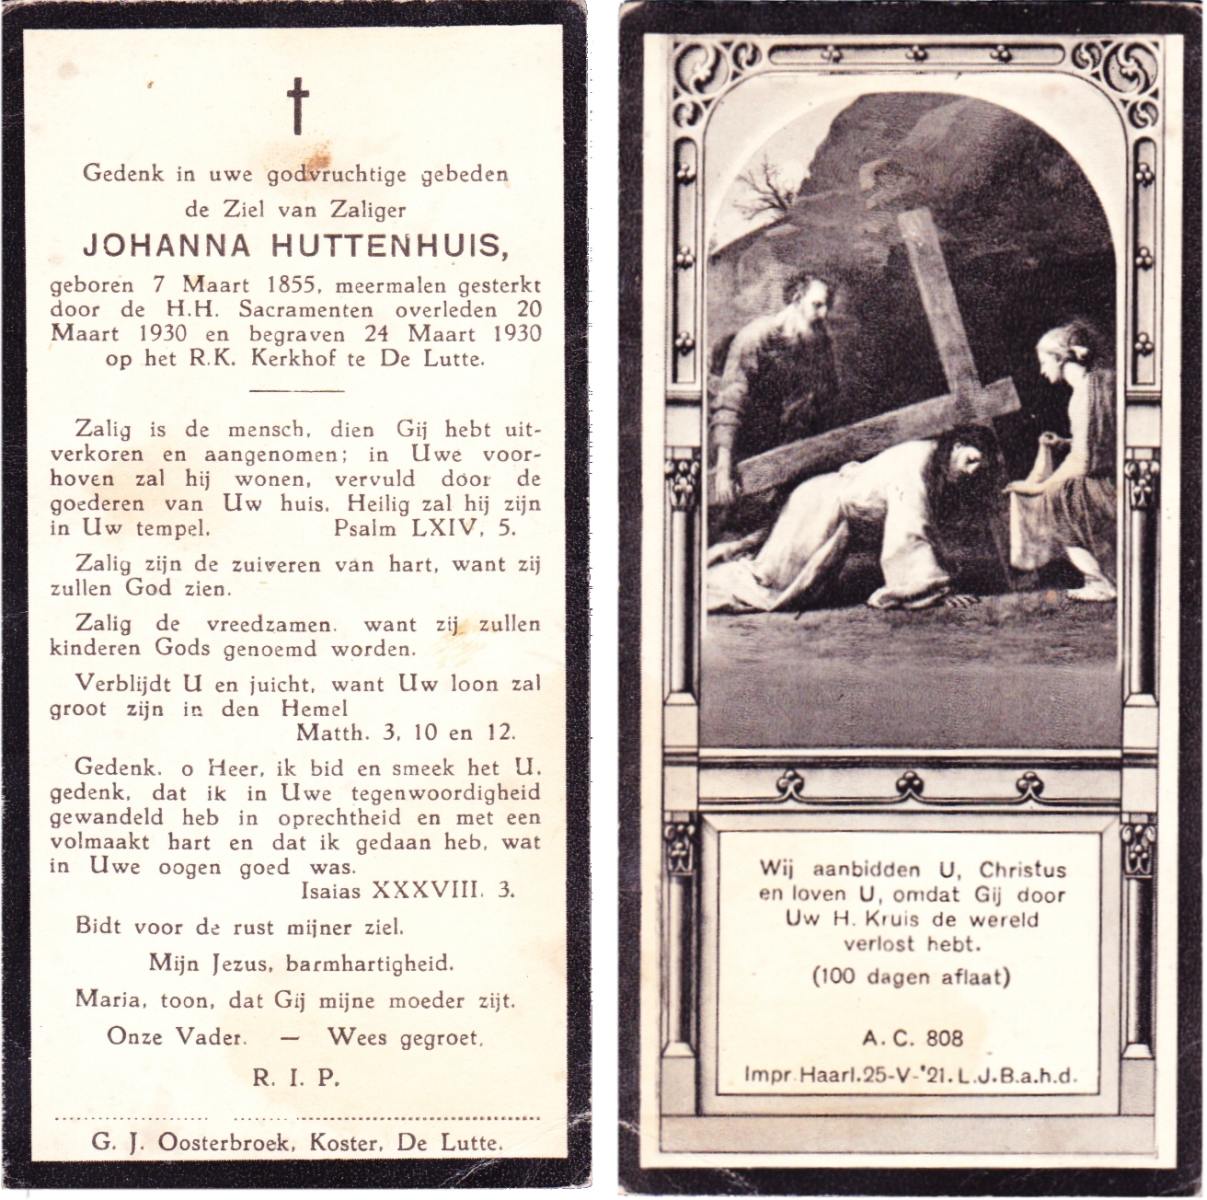 Gedenk in uwe godvruchtige gebeden
de Ziel van Zaliger
JOHANNA HUTTENHUIS,
geboren 7 Maart 1855, meermalen gesterkt
door de H.H. Sacramenten overleden 20
Maart 1930 en begraven 24 Maart 1930
op het R.K. Kerkhof te De Lutte.
Zalig is de mensch, dien Gij hebt uit-
verkoren en aangenomen; in Uwe voor-
hoven zal hij wonen, vervuld door de
goederen van Uw huis. Heilig zal hij zijn
in Uw tempel. Psalm LXIV, 5.
Zalig zijn de zuiveren van hart, want zij
zullen God zien.
Zalig de vreedzamen. want zij zullen
kinderen Gods genoemd worden.
Verblijdt U en juicht, want Uw loon zal
groot zijn in den Hemel
Matth. 3, 10 en 12.
Gedenk. o Heer, ik bid en smeek het U,
gedenk, dat ik in Uwe tegenwoordigheid
gewandeld heb in oprechtheid en met een
volmaakt hart en dat ik gedaan heb, wat
in Uwe oogen goed was.
Isaias XXXVIII. 3.
Bidt voor de rust mijner ziel.
Mijn Jezus, barmhartigheid.
Maria, toon, dat Gij mijne moeder zijt.
Onze Vader. — Wees gegroet.
R. I. P.
G. J. Oosterbroek, Koster, De Lutte.
Wij aanbidden U, Christus
en loven U, omdat Gij door
Uw H. Kruis de wereld
verlost hebt.
(100 dagen aflaat)
A. C. 808
Impr. Haarl. 25-V-'21. L.J.B.a.h.d.